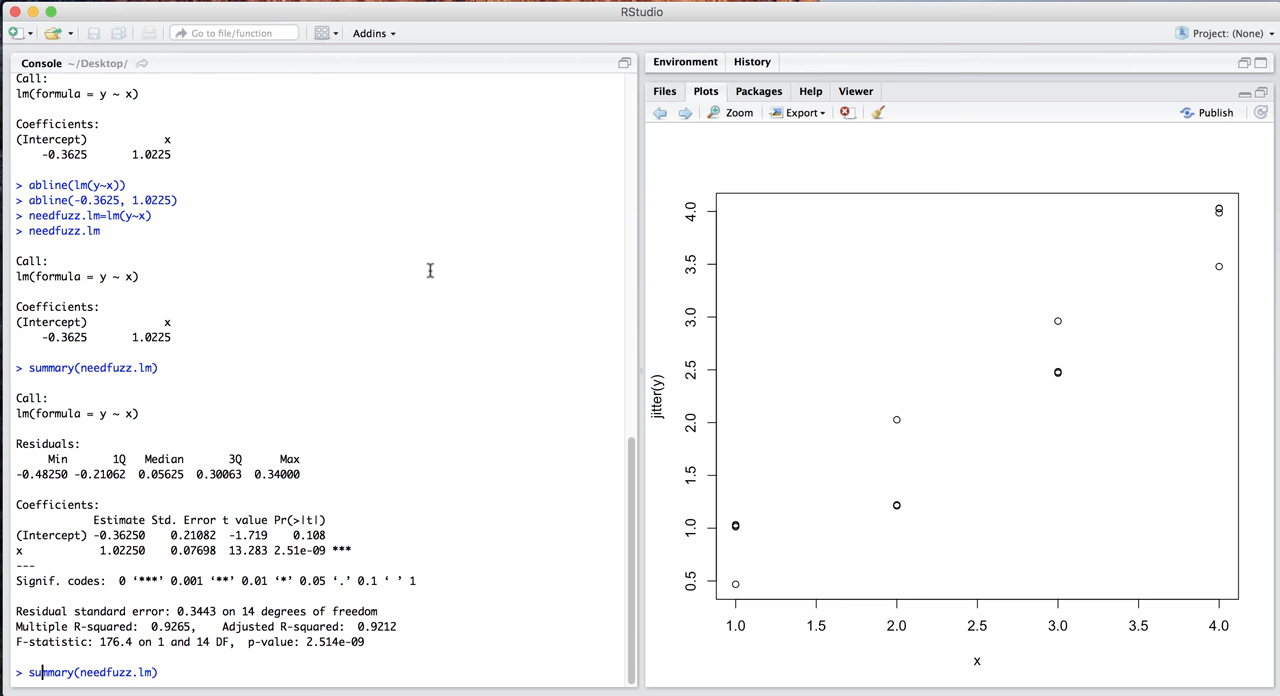 RStudio
Go to file/function
Addins
Project: (None)
Console ~/Desktop/
Call:
lm(formula = y ~ x)
Coefficients:
(Intercept) x
-0.3625 1.0225
> abline(lm(y~x))
> abline(-0.3625, 1.0225)
> needfuzz.lm=lm(y~x)
> needfuzz.lm
Call:
lm(formula = y ~ x)
Coefficients:
(Intercept) x
-0.3625 1.0225
> summary(needfuzz.lm)
Call:
lm(formula = y ~ x)
Residuals:
Min 1Q Median 3Q Max
-0.48250 -0.21062 0.05625 0.30063 0.34000
Coefficients:
Estimate Std. Error t value Pr(>|t|)
(Intercept) -0.36250 0.21082 -1.719 0.108
x 1.02250 0.07698 13.283 2.51e-09 ***
---
Signif. codes: 0 ‘***’ 0.001 ‘**’ 0.01 ‘*’ 0.05 ‘.’ 0.1 ‘ ’ 1
Residual standard error: 0.3443 on 14 degrees of freedom
Multiple R-squared: 0.9265, Adjusted R-squared: 0.9212
F-statistic: 176.4 on 1 and 14 DF, p-value: 2.514e-09
> summary(needfuzz.lm)
Environment History
Files Plots Packages Help Viewer
Zoom Export Publish
jitter(y)
4.0
3.5
3.0
2.5
2.0
1.5
1.0
0.5
1.0 1.5 2.0 2.5 3.0 3.5 4.0
x